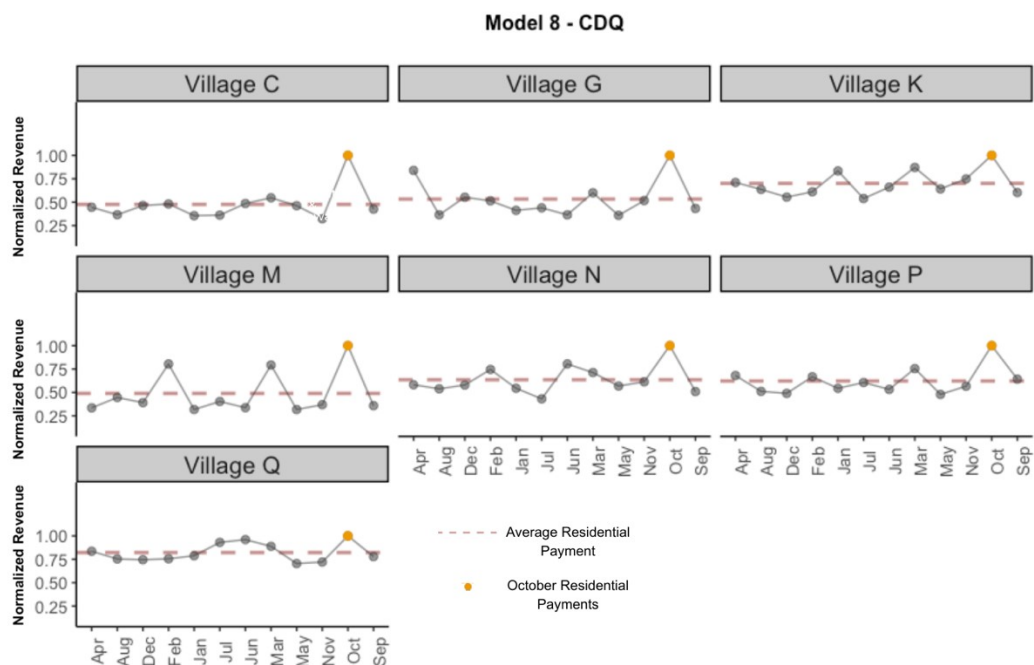 Model 8 - CDQ
Village C
Village G
Village K
Normalized Revenue
1.00
0.75
0.50
0.25
Village M
Village N
Village P
Normalized Revenue
1.00
0.75
0.50
0.25
Apr Aug Dec Feb Jan Jul Jun Mar May Nov Oct Sep
Apr Aug Dec Feb Jan Jul Jun Mar May Nov Oct Sep
Village Q
Normalized Revenue
1.00
0.75
0.50
0.25
Apr Aug Dec Feb Jan Jul Jun Mar May Nov Oct Sep
Average Residential
Payment
October Residential
Payments